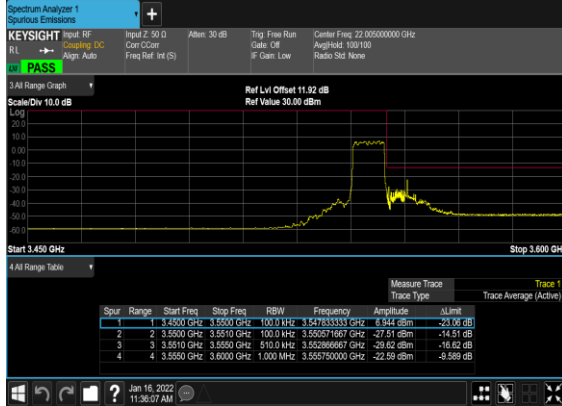 Spectrum Analyzer 1
Spurious Emissions
+
KEYSIGHT Input: RF Input Z: 50 Ω Atten: 30 dB Trig: Free Run Center Freq: 22.005000000 GHz
RL Coupling: DC Corr CCorr Gate: Off Avg|Hold: 100/100
Align: Auto Freq Ref: Int (S) IF Gain: Low Radio Std: None
PASS
3 All Range Graph
Ref Lvl Offset 11.92 dB
Scale/Div 10.0 dB Ref Value 30.00 dBm
Log
20.0
10.0
0.00
-10.0
-20.0
-30.0
-40.0
-50.0
-60.0
Start 3.450 GHz Stop 3.600 GH
4 All Range Table
Measure Trace Trace 1
Trace Type Trace Average (Active)
Spur Range Start Freq Stop Freq RBW Frequency Amplitude ΔLimit
1 1 3.4500 GHz 3.5500 GHz 100.0 kHz 3.547833333 GHz 6.944 dBm -23.06 dB
2 2 3.5500 GHz 3.5510 GHz 100.0 kHz 3.550571667 GHz -27.51 dBm -14.51 dB
3 3 3.5510 GHz 3.5550 GHz 510.0 kHz 3.552866667 GHz -29.62 dBm -16.62 dB
4 4 3.5550 GHz 3.6000 GHz 1.000 MHz 3.555750000 GHz -22.59 dBm -9.589 dB
? Jan 16, 2022
11:36:07 AM